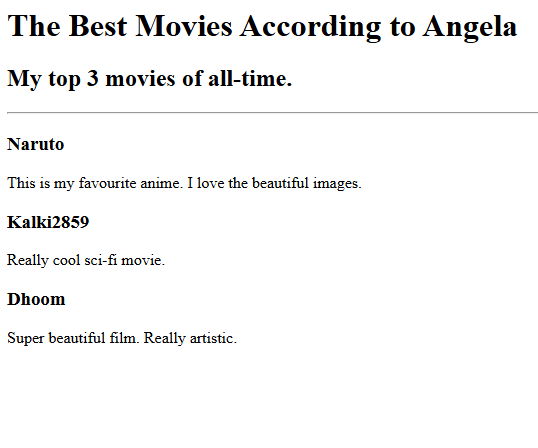 The Best Movies According to Angela
My top 3 movies of all-time.
Naruto
This is my favourite anime. I love the beautiful images.
Kalki2859
Really cool sci-fi movie.
Dhoom
Super beautiful film. Really artistic.